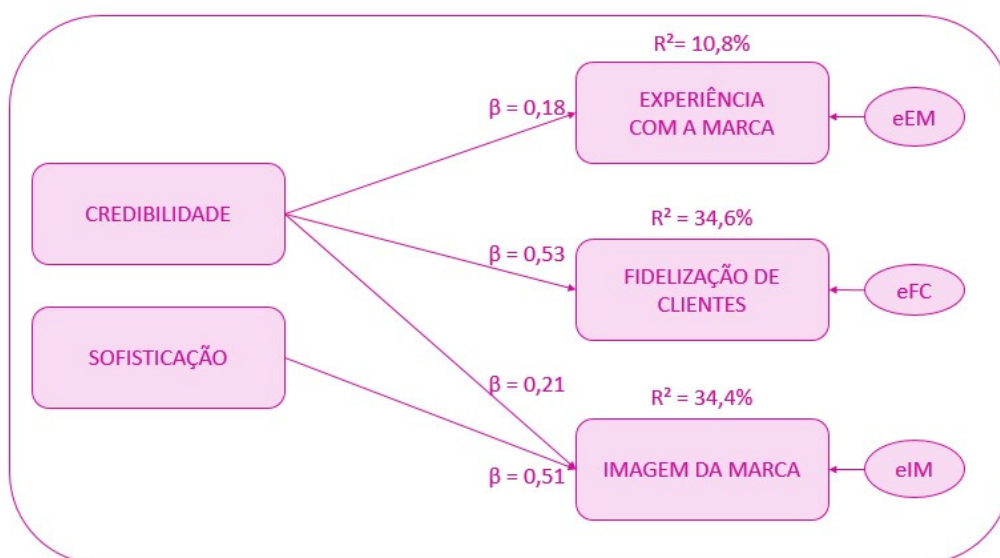 R²= 10,8%
EXPERIÊNCIA
COM A MARCA
eEM
β = 0,18
CREDIBILIDADE
R² = 34,6%
β = 0,53
FIDELIZAÇÃO DE
CLIENTES
eFC
SOFISTICAÇÃO
β = 0,21
R² = 34,4%
IMAGEM DA MARCA
eIM
β = 0,51